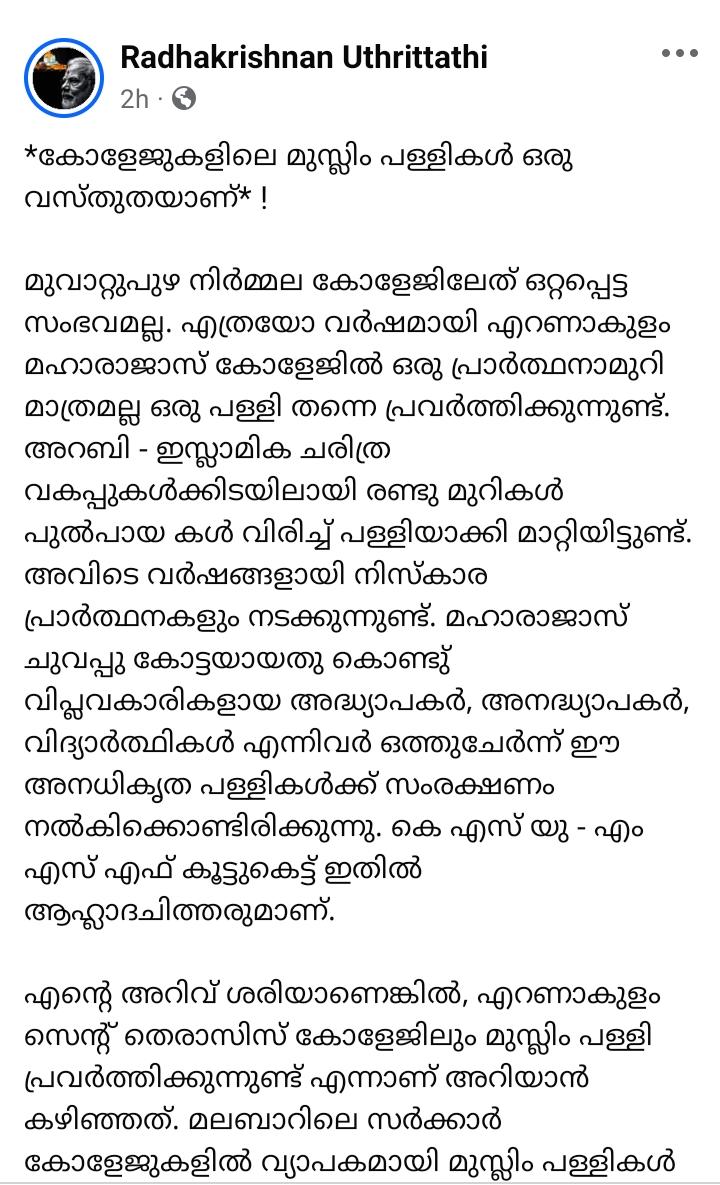 Radhakrishnan Uthrittathi
2h ·
*കോളേജുകളിലെ മുസ്ലിം പള്ളികൾ ഒരു
വസ്തുതയാണ്* !
മുവാറ്റുപുഴ നിർമ്മല കോളേജിലേത് ഒറ്റപ്പെട്ട
സംഭവമല്ല. എത്രയോ വർഷമായി എറണാകുളം
മഹാരാജാസ് കോളേജിൽ ഒരു പ്രാർത്ഥനാമുറി
മാത്രമല്ല ഒരു പള്ളി തന്നെ പ്രവർത്തിക്കുന്നുണ്ട്.
അറബി - ഇസ്ലാമിക ചരിത്ര
വകപ്പുകൾക്കിടയിലായി രണ്ടു മുറികൾ
പുൽപായ കൾ വിരിച്ച് പള്ളിയാക്കി മാറ്റിയിട്ടുണ്ട്.
അവിടെ വർഷങ്ങളായി നിസ്കാര
പ്രാർത്ഥനകളും നടക്കുന്നുണ്ട്. മഹാരാജാസ്
ചുവപ്പു കോട്ടയായതു കൊണ്ടു്
വിപ്ലവകാരികളായ അദ്ധ്യാപകർ, അനദ്ധ്യാപകർ,
വിദ്യാർത്ഥികൾ എന്നിവർ ഒത്തുചേർന്ന് ഈ
അനധികൃത പള്ളികൾക്ക് സംരക്ഷണം
നൽകിക്കൊണ്ടിരിക്കുന്നു. കെ എസ് യു - എം
എസ് എഫ് കൂട്ടുകെട്ട് ഇതിൽ
ആഹ്ലാദചിത്തരുമാണ്.
എന്റെ അറിവ് ശരിയാണെങ്കിൽ, എറണാകുളം
സെന്റ് തെരാസിസ് കോളേജിലും മുസ്ലിം പള്ളി
പ്രവർത്തിക്കുന്നുണ്ട് എന്നാണ് അറിയാൻ
കഴിഞ്ഞത്. മലബാറിലെ സർക്കാർ
കോളേജുകളിൽ വ്യാപകമായി മുസ്ലിം പള്ളികൾ